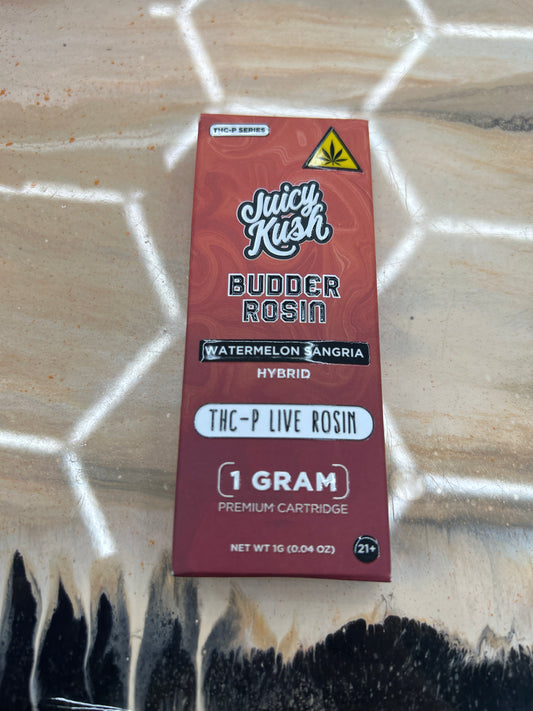 THC-P SERIES
Juicy
Kush
BUDDER
ROSIN
WATERMELON SANGRIA
HYBRID
THC-P LIVE ROSIN
1 GRAM
PREMIUM CARTRIDGE
NET WT 1G (0.04 OZ)
21+